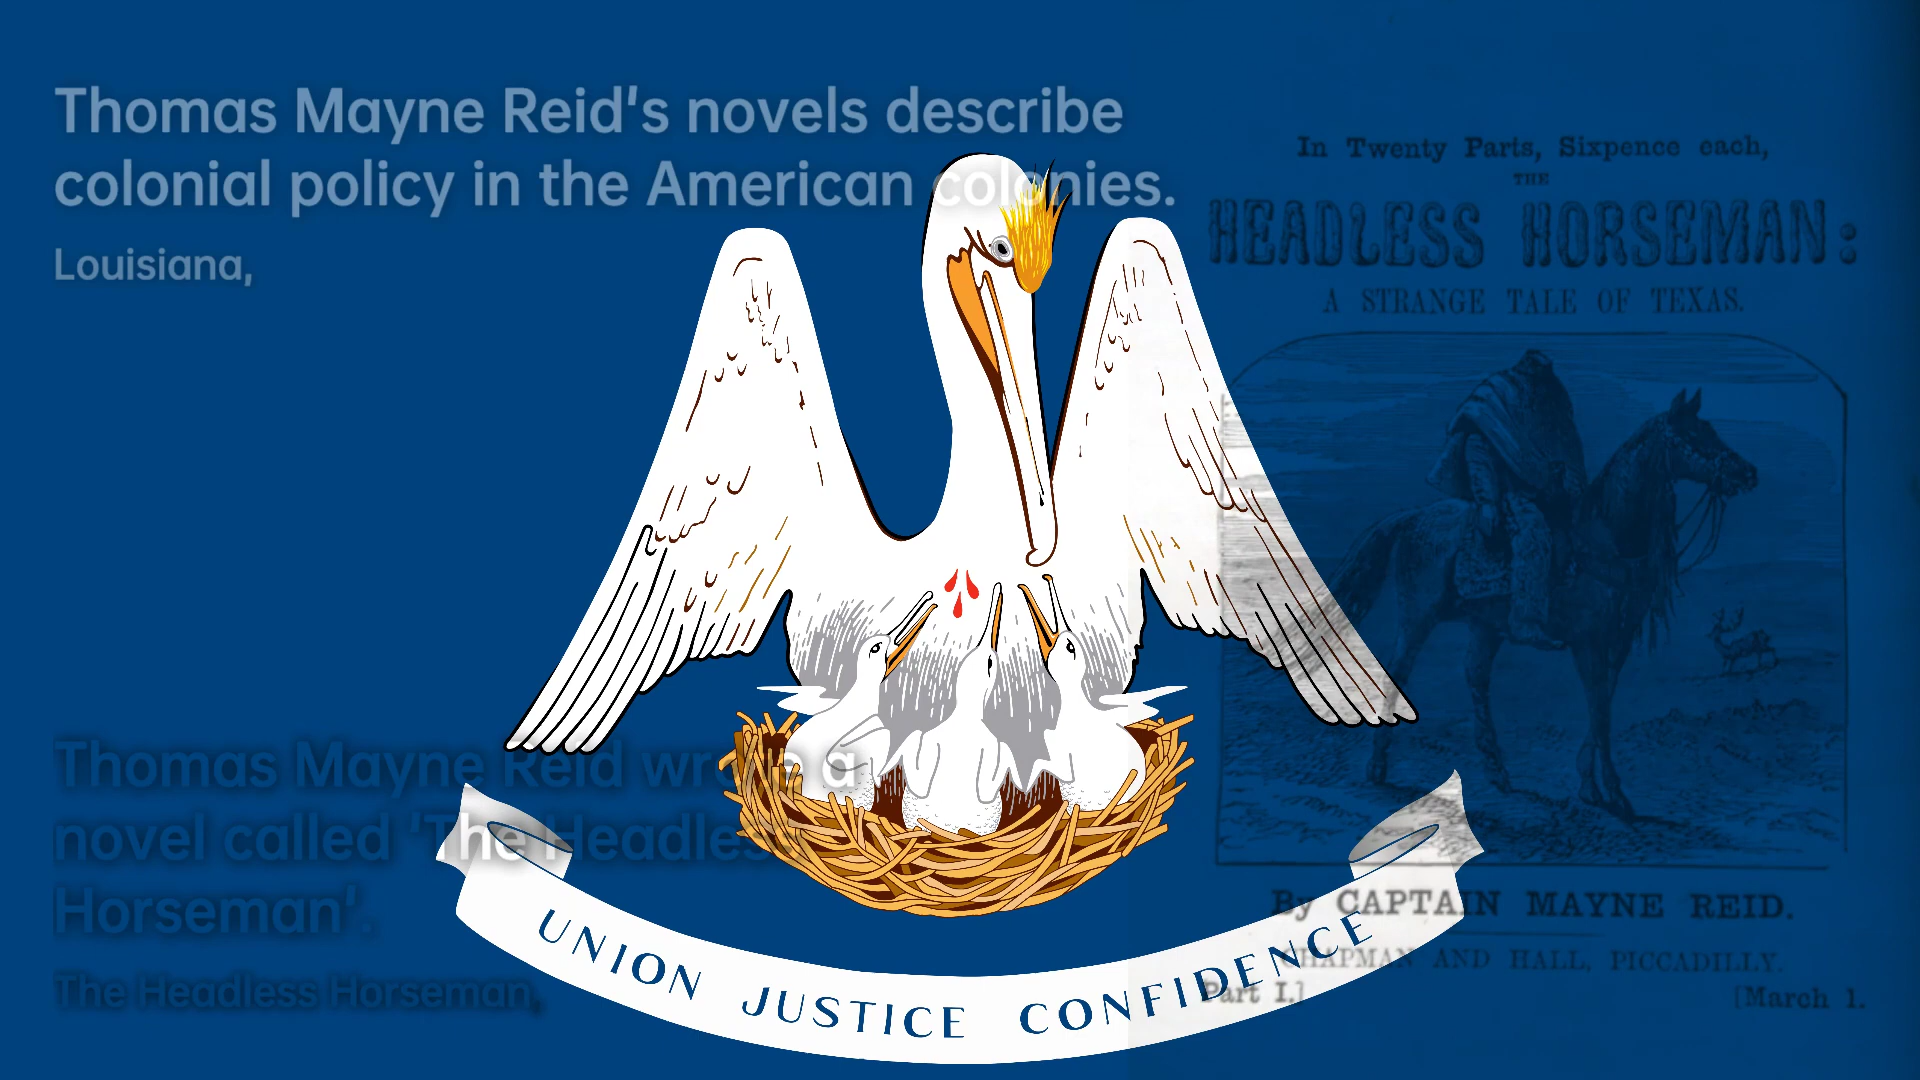 Thomas Mayne Reid's novels describe
colonial policy in the American colonies.
Louisiana,
In Twenty Parts, Sixpence each,
THE
HEADLESS HORSEMAN:
A STRANGE TALE OF TEXAS.
Thomas Mayne Reid wrote a
novel called 'The Headless
Horseman'.
The Headless Horseman,
By CAPTAIN MAYNE REID.
CHAPMAN AND HALL, PICCADILLY.
Part I.]
[March 1.
UNION JUSTICE CONFIDENCE